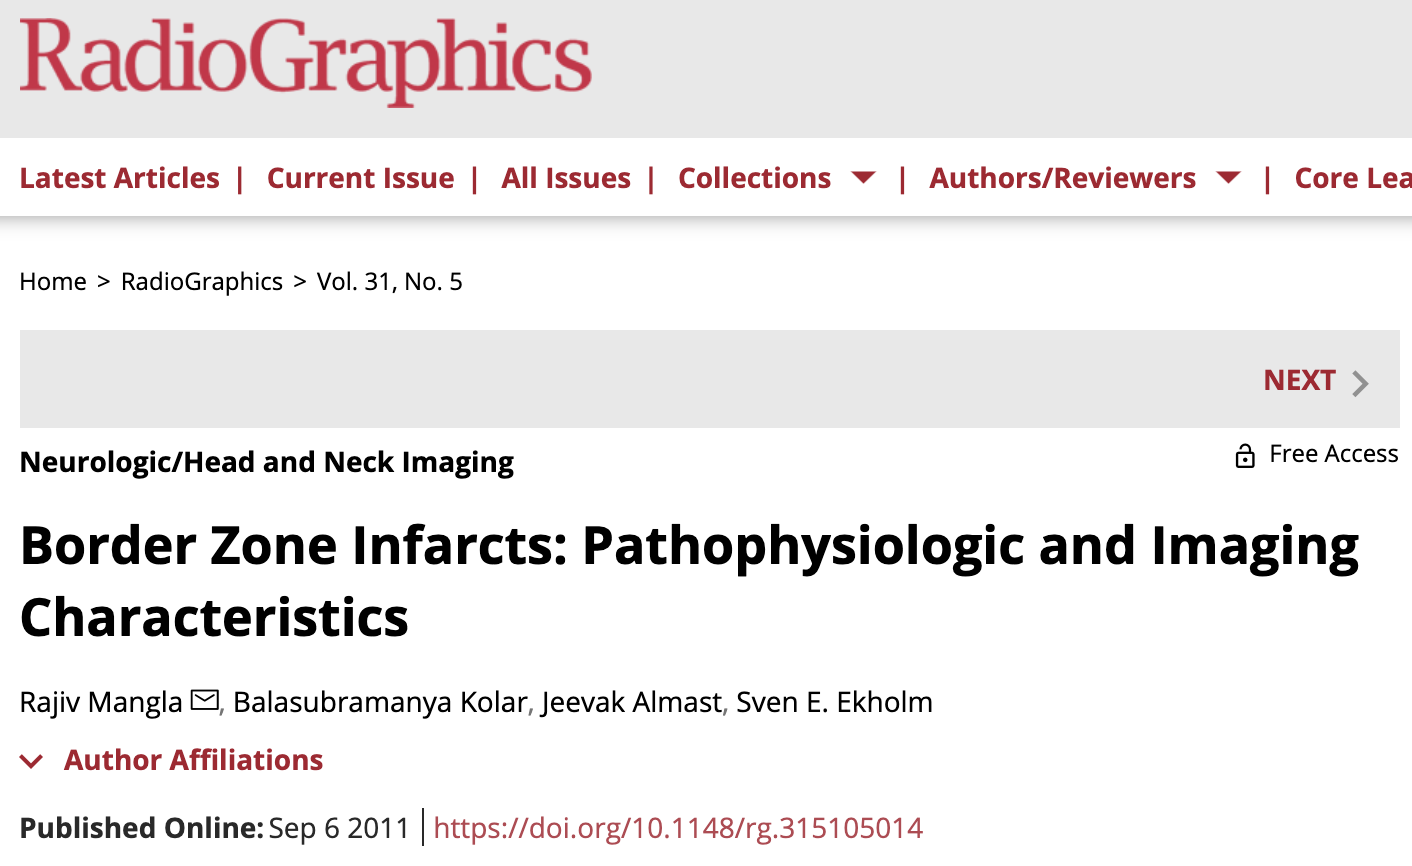 RadioGraphics
Latest Articles | Current Issue | All Issues | Collections | Authors/Reviewers | Core Lea
Home > RadioGraphics > Vol. 31, No. 5
NEXT
Neurologic/Head and Neck Imaging
Free Access
Border Zone Infarcts: Pathophysiologic and Imaging
Characteristics
Rajiv Mangla, Balasubramanya Kolar, Jeevak Almast, Sven E. Ekholm
Author Affiliations
Published Online: Sep 6 2011 | https://doi.org/10.1148/rg.315105014